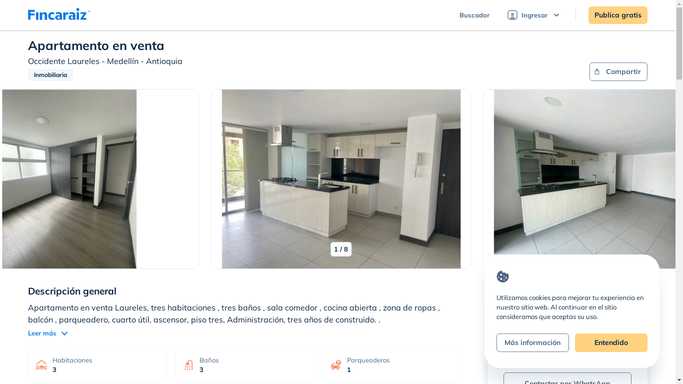 Fincaraíz
Buscador
Ingresar
Publica gratis
Apartamento en venta
Occidente Laureles - Medellín - Antioquia
Inmobiliaria
Compartir
1 / 8
Descripción general
Apartamento en venta Laureles, tres habitaciones , tres baños , sala comedor , cocina abierta , zona de ropas ,
balcón , parqueadero, cuarto útil, ascensor, piso tres, Administración, tres años de construido. .
Leer más
Habitaciones
3
Baños
3
Parqueaderos
1
Utilizamos cookies para mejorar tu experiencia en
nuestro sitio web. Al continuar en el sitio
consideramos que aceptas su uso.
Más información
Entendido
Contactar por WhatsApp